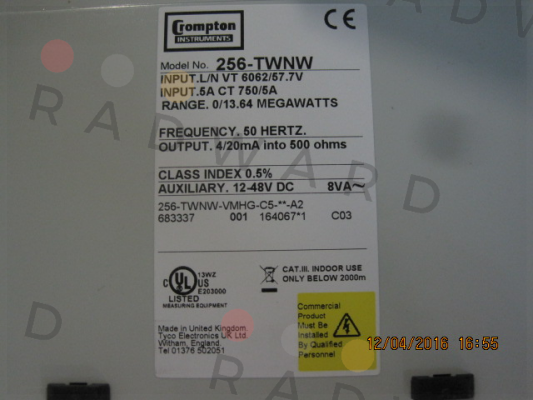 Crompton
INSTRUMENTS
CE
Model No. 256-TWNW
INPUT.L/N VT 6062/57.7V
INPUT.5A CT 750/5A
RANGE. 0/13.64 MEGAWATTS
FREQUENCY. 50 HERTZ.
OUTPUT. 4/20mA into 500 ohms
CLASS INDEX 0.5%
AUXILIARY. 12-48V DC 8VA~
256-TWNW-VMHG-C5-**-A2
683337 001 164067*1 C03
C UL US
13WZ
E203000
LISTED
MEASURING EQUIPMENT
CAT.III. INDOOR USE
ONLY BELOW 2000m
Commercial
Product
Must Be
Installed
By Qualified
Personnel
Made in United Kingdom
Tyco Electronics UK Ltd.
Witham, England.
Tel 01376 502051
12/04/2016 16:55
RADWARD
D RADWAR